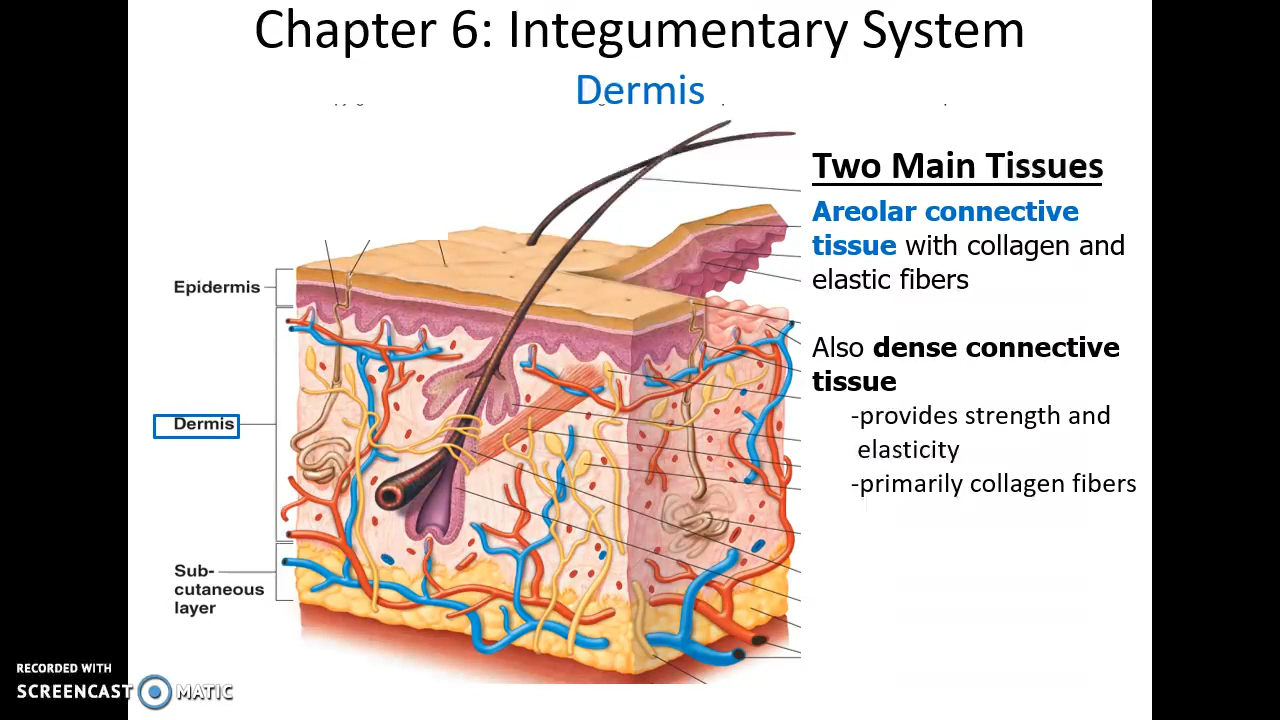 Chapter 6: Integumentary System
Dermis
Two Main Tissues
Areolar connective
tissue with collagen and
elastic fibers
Also dense connective
tissue
-provides strength and
elasticity
-primarily collagen fibers
Epidermis
Dermis
Sub-
cutaneous
layer
RECORDED WITH
SCREENCAST MATIC